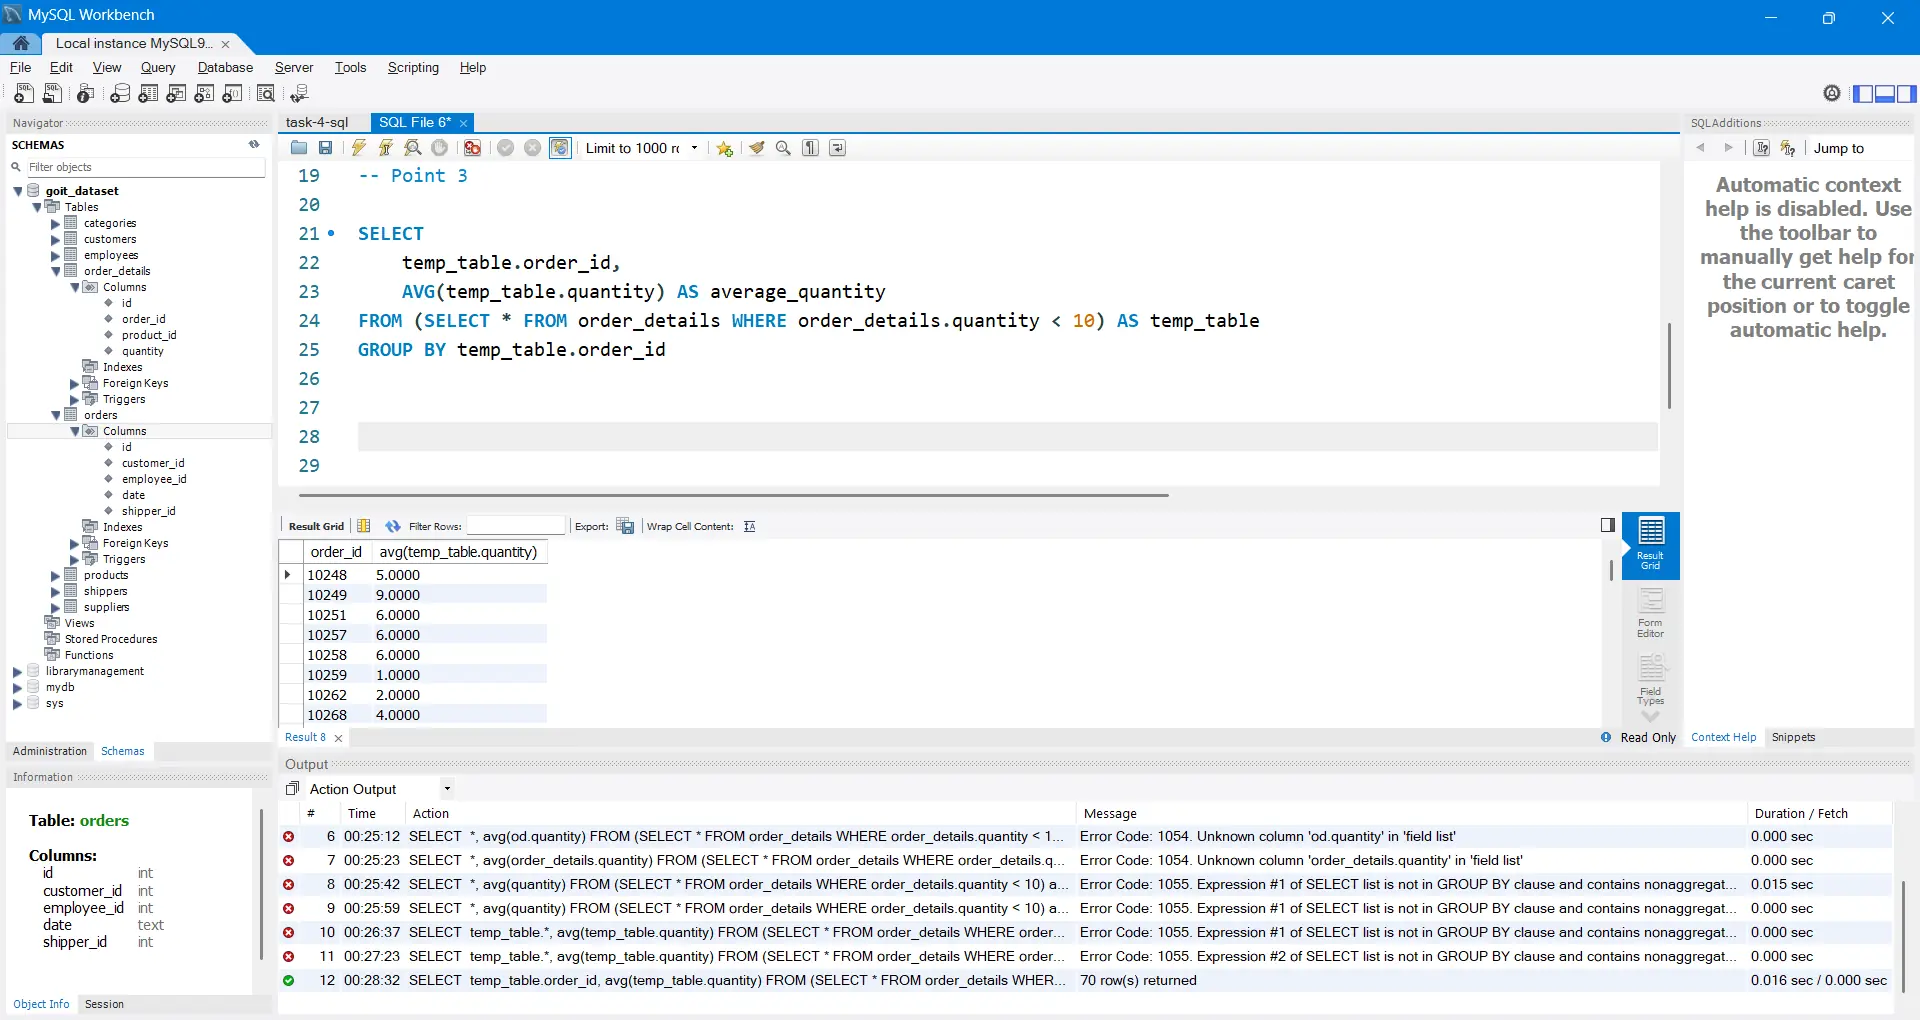 MySQL Workbench
Local instance MySQL9...
File Edit View Query Database Server Tools Scripting Help
Navigator
SCHEMAS
Filter objects
goit_dataset
Tables
categories
customers
employees
order_details
Columns
id
order_id
product_id
quantity
Indexes
Foreign Keys
Triggers
orders
Columns
id
customer_id
employee_id
date
shipper_id
Indexes
Foreign Keys
Triggers
products
shippers
suppliers
Views
Stored Procedures
Functions
librarymanagement
mydb
sys
Administration Schemas
Information
Table: orders
Columns:
id int
customer_id int
employee_id int
date text
shipper_id int
Object Info Session
task-4-sql SQL File 6*
Limit to 1000 rc
19 -- Point 3
20
21 SELECT
22 temp_table.order_id,
23 AVG(temp_table.quantity) AS average_quantity
24 FROM (SELECT * FROM order_details WHERE order_details.quantity < 10) AS temp_table
25 GROUP BY temp_table.order_id
26
27
28
29
Result Grid Filter Rows: Export: Wrap Cell Content:
order_id avg(temp_table.quantity)
10248 5.0000
10249 9.0000
10251 6.0000
10257 6.0000
10258 6.0000
10259 1.0000
10262 2.0000
10268 4.0000
Result Grid
Form Editor
Field Types
Result 8
Read Only
SQLAdditions
Jump to
Automatic context
help is disabled. Use
the toolbar to
manually get help for
the current caret
position or to toggle
automatic help.
Context Help Snippets
Output
Action Output
# Time Action Message Duration / Fetch
6 00:25:12 SELECT *, avg(od.quantity) FROM (SELECT * FROM order_details WHERE order_details.quantity < 1... Error Code: 1054. Unknown column 'od.quantity' in 'field list' 0.000 sec
7 00:25:23 SELECT *, avg(order_details.quantity) FROM (SELECT * FROM order_details WHERE order_details.q... Error Code: 1054. Unknown column 'order_details.quantity' in 'field list' 0.000 sec
8 00:25:42 SELECT *, avg(quantity) FROM (SELECT * FROM order_details WHERE order_details.quantity < 10) a... Error Code: 1055. Expression #1 of SELECT list is not in GROUP BY clause and contains nonaggregat... 0.015 sec
9 00:25:59 SELECT *, avg(quantity) FROM (SELECT * FROM order_details WHERE order_details.quantity < 10) a... Error Code: 1055. Expression #1 of SELECT list is not in GROUP BY clause and contains nonaggregat... 0.000 sec
10 00:26:37 SELECT temp_table.*, avg(temp_table.quantity) FROM (SELECT * FROM order_details WHERE order... Error Code: 1055. Expression #1 of SELECT list is not in GROUP BY clause and contains nonaggregat... 0.000 sec
11 00:27:23 SELECT temp_table.*, avg(temp_table.quantity) FROM (SELECT * FROM order_details WHERE order... Error Code: 1055. Expression #2 of SELECT list is not in GROUP BY clause and contains nonaggregat... 0.000 sec
12 00:28:32 SELECT temp_table.order_id, avg(temp_table.quantity) FROM (SELECT * FROM order_details WHER... 70 row(s) returned 0.016 sec / 0.000 sec